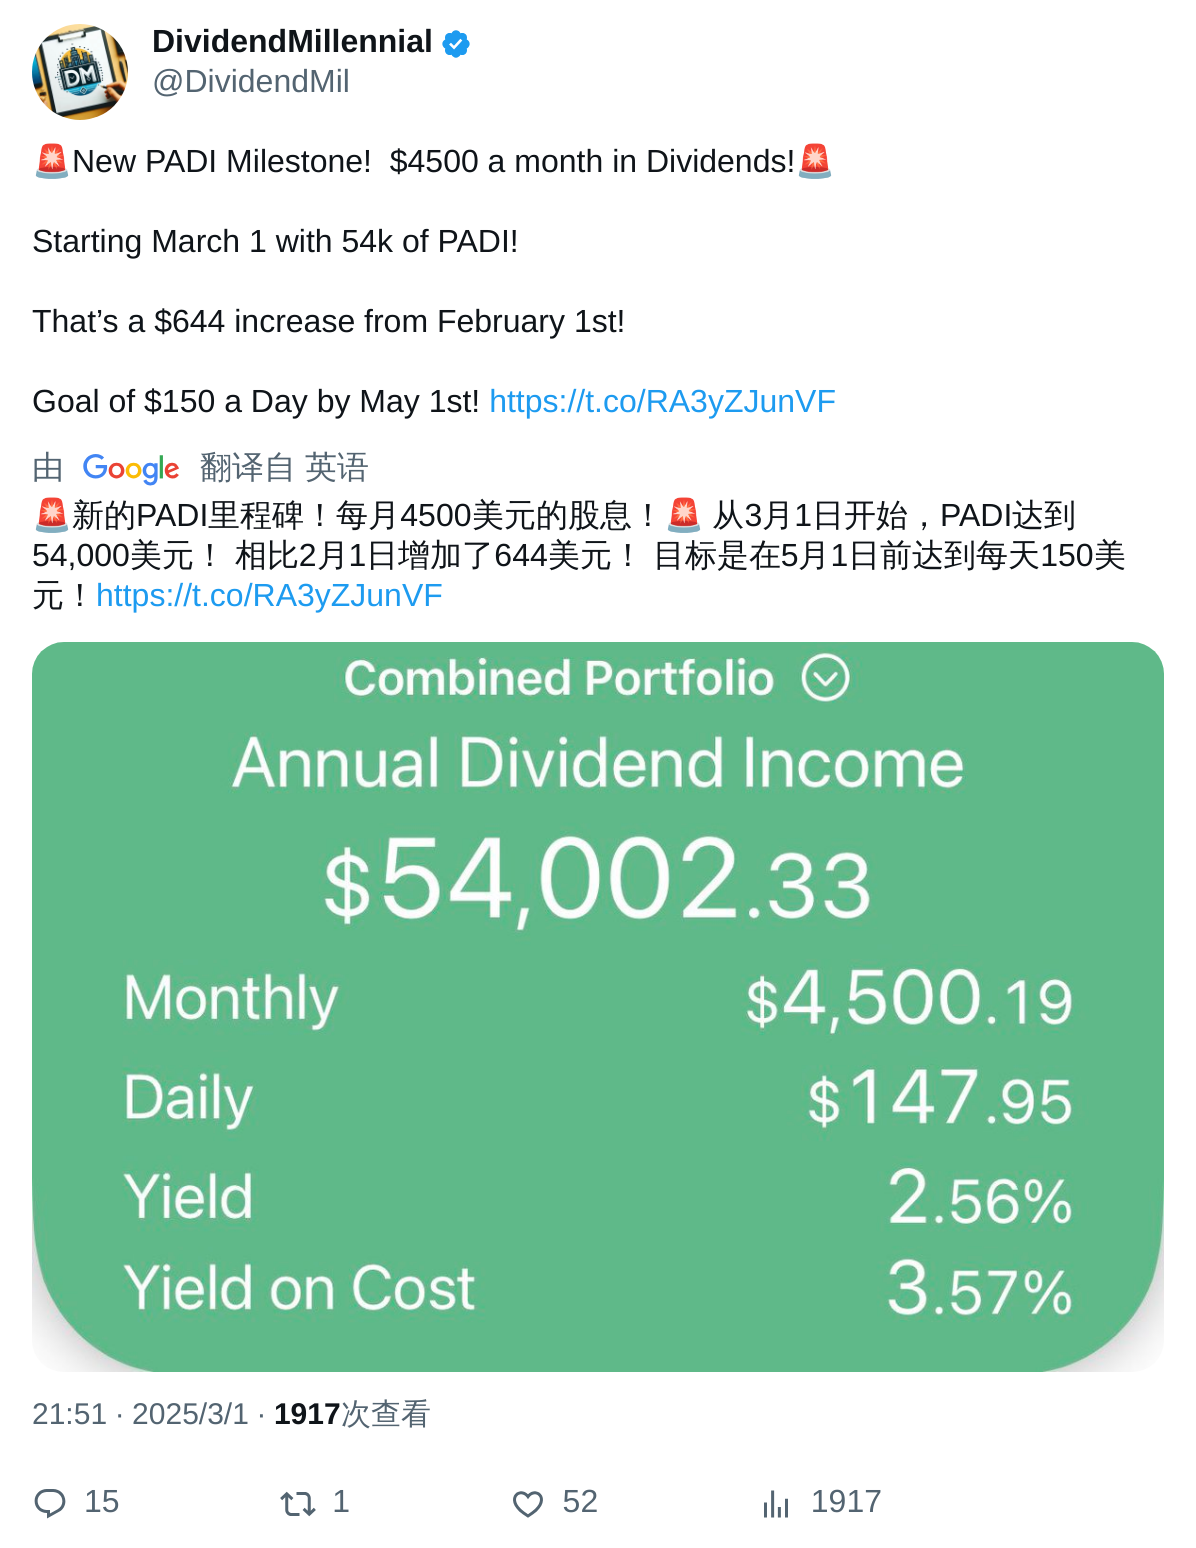 DividendMillennial
@DividendMil
DM
🚨New PADI Milestone!  $4500 a month in Dividends!🚨
Starting March 1 with 54k of PADI!
That’s a $644 increase from February 1st!
Goal of $150 a Day by May 1st! https://t.co/RA3yZJunVF
由 Google 翻译自 英语
🚨新的PADI里程碑！每月4500美元的股息！🚨 从3月1日开始，PADI达到
54,000美元！ 相比2月1日增加了644美元！ 目标是在5月1日前达到每天150美
元！https://t.co/RA3yZJunVF
Combined Portfolio
Annual Dividend Income
$54,002.33
Monthly $4,500.19
Daily $147.95
Yield 2.56%
Yield on Cost 3.57%
21:51 · 2025/3/1 · 1917次查看
15 1 52 1917